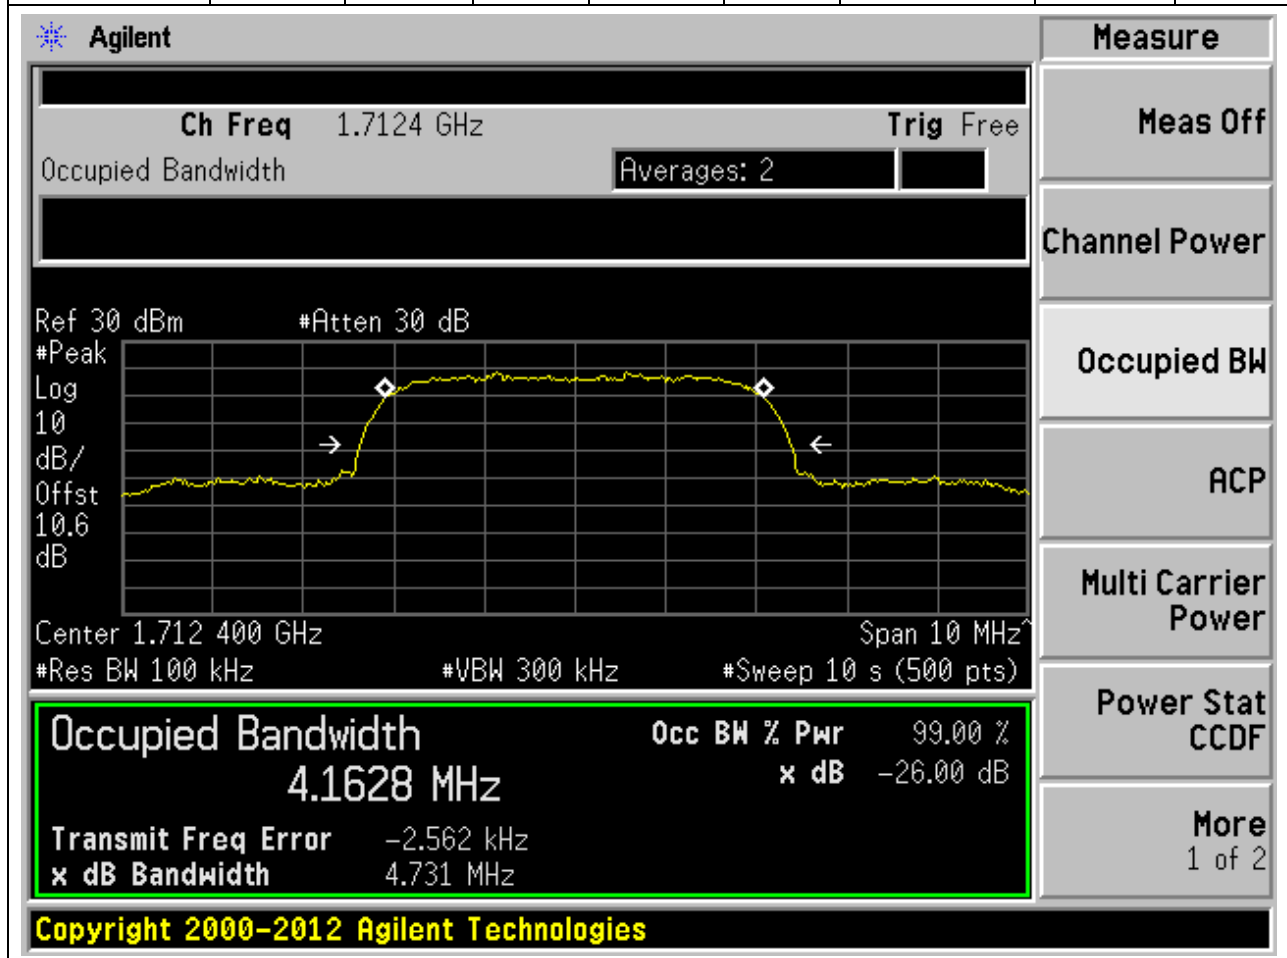 Agilent
Measure
Ch Freq 1.7124 GHz Trig Free
Occupied Bandwidth Averages: 2
Meas Off
Channel Power
Occupied BW
ACP
Multi Carrier
Power
Power Stat
CCDF
More
1 of 2
Ref 30 dBm #Atten 30 dB
#Peak
Log
10
dB/
Offst
10.6
dB
Center 1.712 400 GHz Span 10 MHz^
#Res BW 100 kHz #VBW 300 kHz #Sweep 10 s (500 pts)
Occupied Bandwidth Occ BW % Pwr 99.00 %
4.1628 MHz x dB -26.00 dB
Transmit Freq Error -2.562 kHz
x dB Bandwidth 4.731 MHz
Copyright 2000-2012 Agilent Technologies